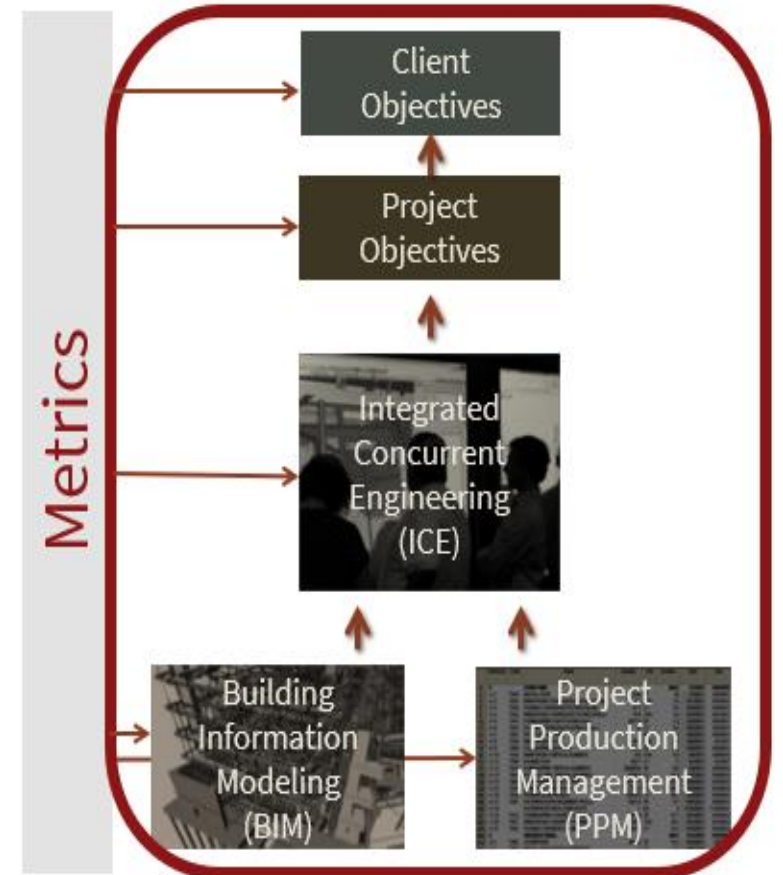 Metrics
Client
Objectives
Project
Objectives
Integrated
Concurrent
Engineering
(ICE)
Building
Information
Modeling
(BIM)
Project
Production
Management
(PPM)